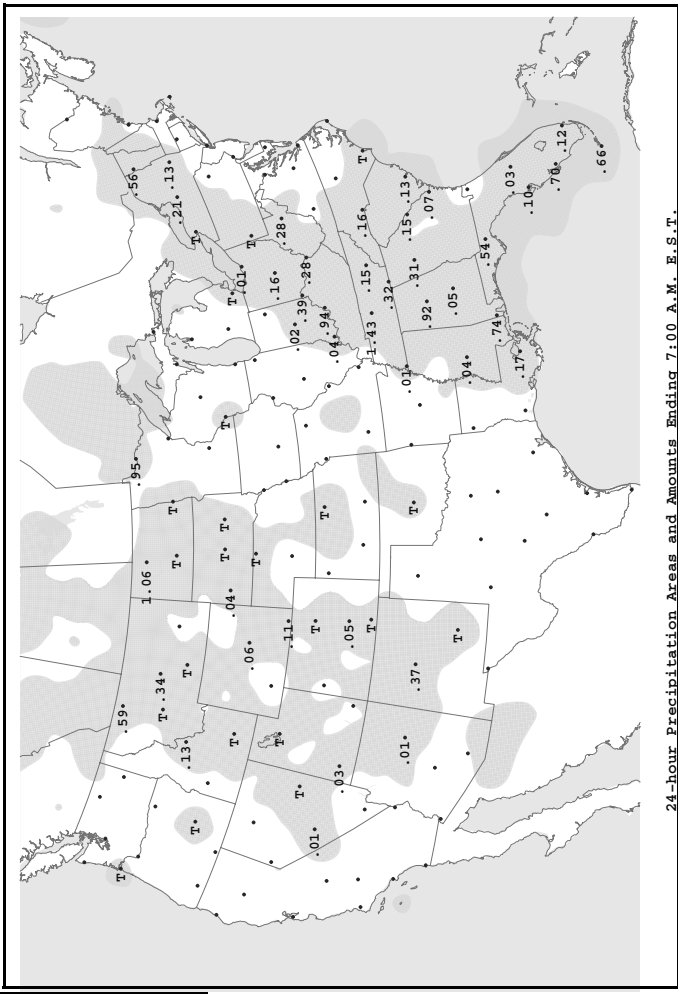 T
.59
.95
.56
1.06
T
.34
T
T
.13
.21
.13
T
T
T
T
T
T
T
.04
T
.01
.06
T
T
.16
T
.28
.11
.02
T
.39
.28
.01
T
T
.94
.04
.03
.05
.16
T
.15
T
1.43
.32
.01
.01
.15
.13
.37
T
.31
.92
.07
.05
T
.04
.54
.74
.03
.17
.10
.70
.12
.66
24-hour Precipitation Areas and Amounts Ending 7:00 A.M. E.S.T.